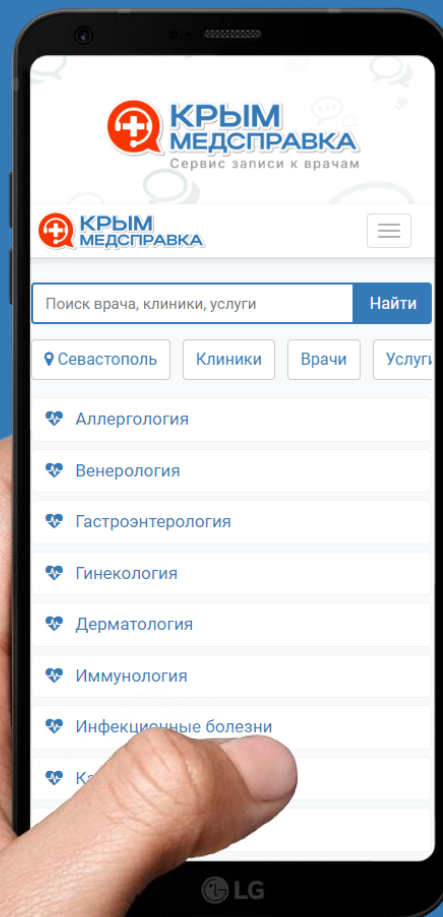 КРЫМ
МЕДСПРАВКА
Сервис записи к врачам
КРЫМ
МЕДСПРАВКА
Поиск врача, клиники, услуги Найти
Севастополь Клиники Врачи
Аллергология
Венерология
Гастроэнтерология
Гинекология
Дерматология
Иммунология
Инфекционные болезни
LG